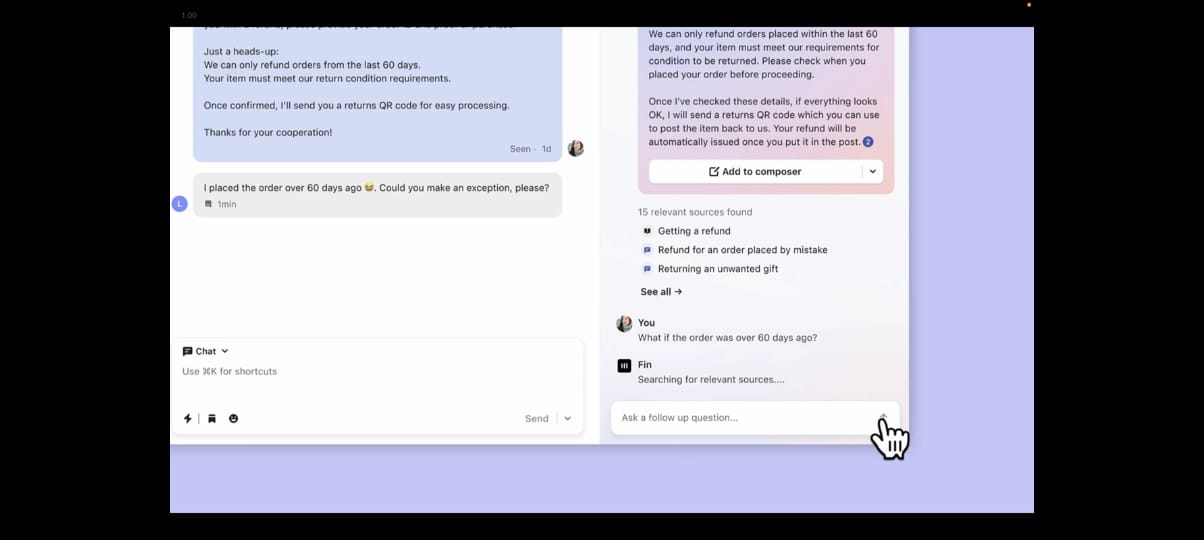 1.00
Just a heads-up:
We can only refund orders from the last 60 days.
Your item must meet our return condition requirements.
Once confirmed, I'll send you a returns QR code for easy processing.
Thanks for your cooperation!
Seen · 1d
L
I placed the order over 60 days ago 😂. Could you make an exception, please?
1min
Chat
Use ⌘K for shortcuts
Send
We can only refund orders placed within the last 60
days, and your item must meet our requirements for
condition to be returned. Please check when you
placed your order before proceeding.
Once I've checked these details, if everything looks
OK, I will send a returns QR code which you can use
to post the item back to us. Your refund will be
automatically issued once you put it in the post. 2
Add to composer
15 relevant sources found
Getting a refund
Refund for an order placed by mistake
Returning an unwanted gift
See all →
You
What if the order was over 60 days ago?
Fin
Searching for relevant sources....
Ask a follow up question...